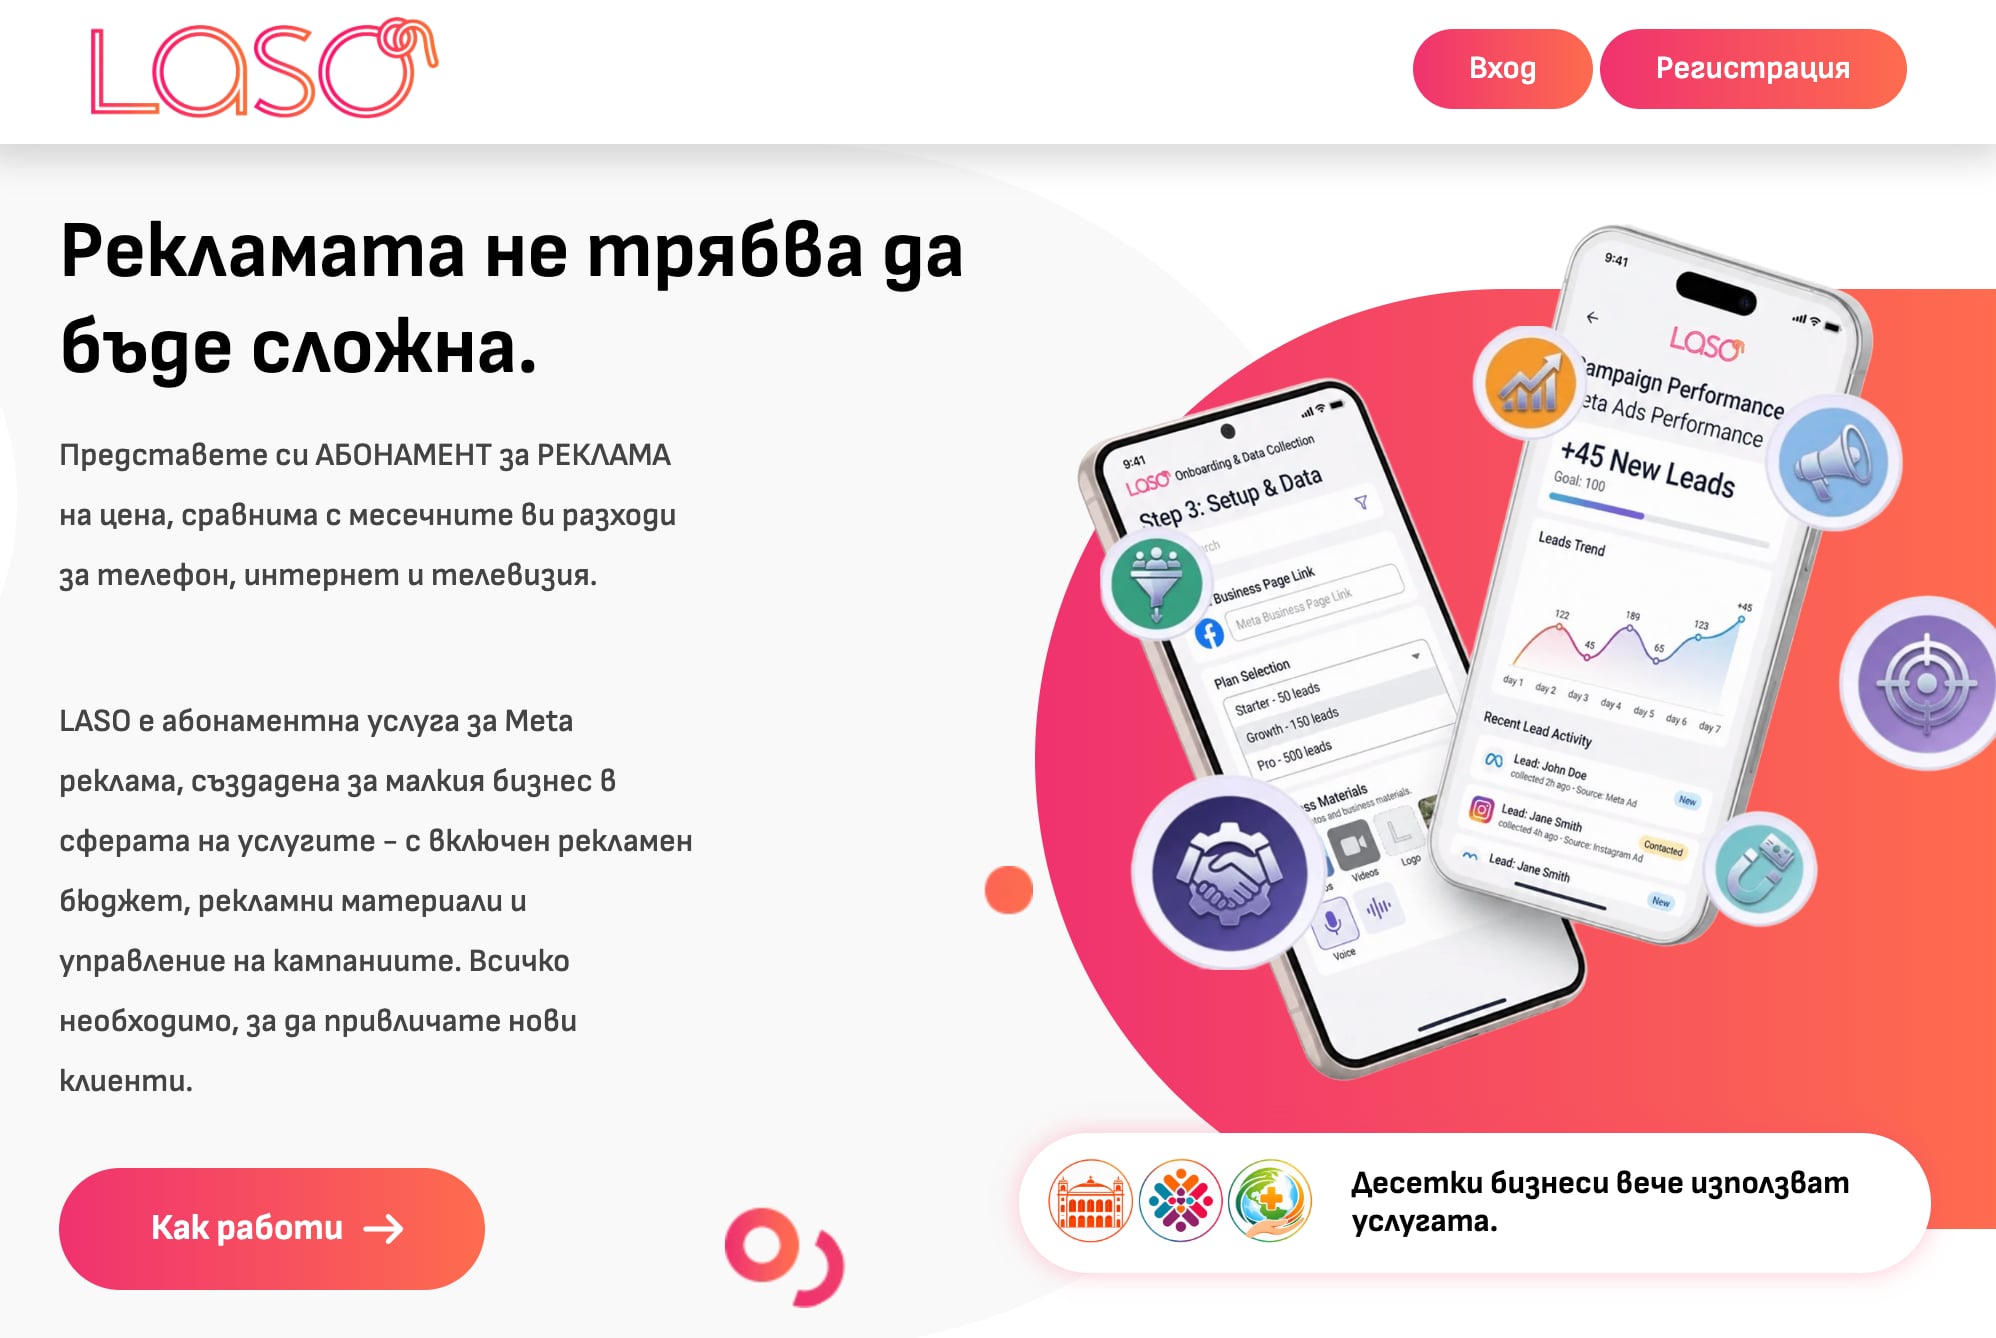 LASO
Вход
Регистрация
Рекламата не трябва да
бъде сложна.
Представете си АБОНАМЕНТ за РЕКЛАМА
на цена, сравнима с месечните ви разходи
за телефон, интернет и телевизия.
LASO е абонаментна услуга за Meta
реклама, създадена за малкия бизнес в
сферата на услугите - с включен рекламен
бюджет, рекламни материали и
управление на кампаниите. Всичко
необходимо, за да привличате нови
клиенти.
Как работи
9:41
LASO Onboarding & Data Collection
Step 3: Setup & Data
Business Page Link
Meta Business Page Link
Plan Selection
Starter - 50 leads
Growth - 150 leads
Pro - 500 leads
Materials
and business materials.
Videos
Logo
Voice
9:41
LASO
Campaign Performance
Meta Ads Performance
+45 New Leads
Goal: 100
Leads Trend
122
45
189
65
123
+45
day 1 day 2 day 3 day 4 day 5 day 6 day 7
Recent Lead Activity
Lead: John Doe
collected 2h ago - Source: Meta Ad
New
Lead: Jane Smith
collected 4h ago - Source: Instagram Ad
Contacted
Lead: Jane Smith
New
Десетки бизнеси вече използват
услугата.